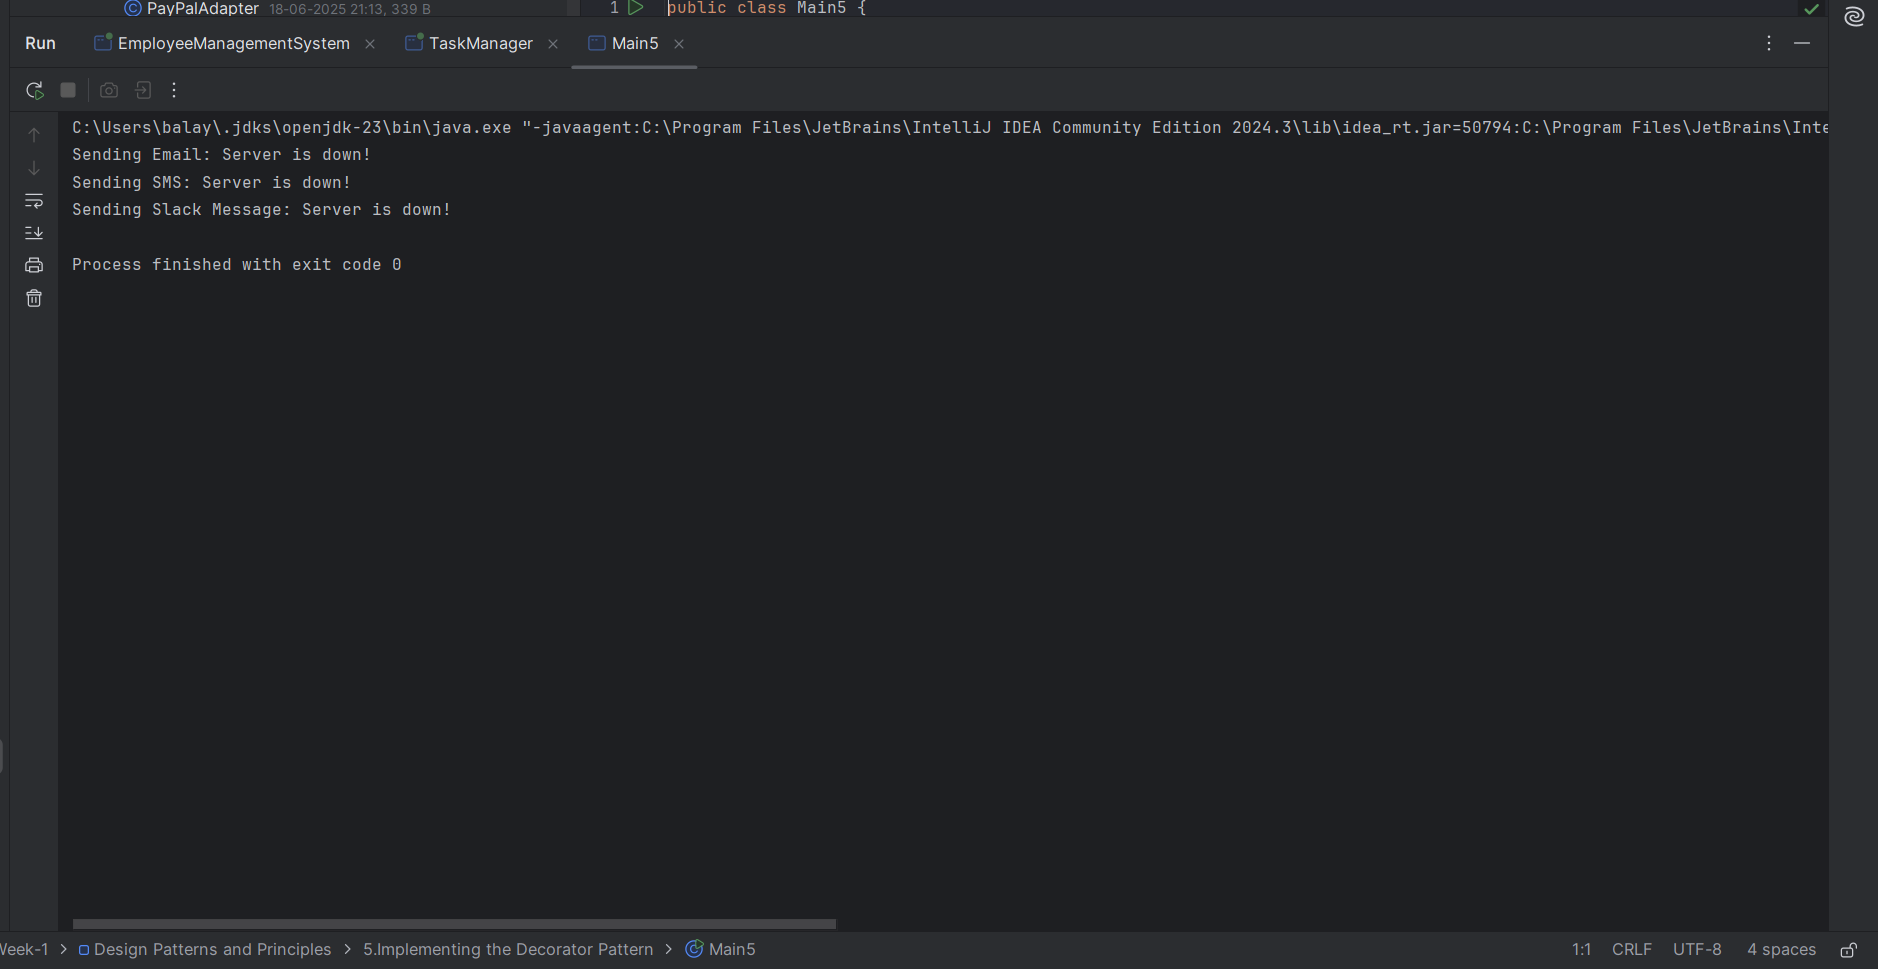 PayPalAdapter 18-06-2025 21:13, 339 B
1 public class Main5 {
Run EmployeeManagementSystem TaskManager Main5
C:\Users\balay\.jdks\openjdk-23\bin\java.exe "-javaagent:C:\Program Files\JetBrains\IntelliJ IDEA Community Edition 2024.3\lib\idea_rt.jar=50794:C:\Program Files\JetBrains\Inte
Sending Email: Server is down!
Sending SMS: Server is down!
Sending Slack Message: Server is down!
Process finished with exit code 0
Week-1 > Design Patterns and Principles > 5.Implementing the Decorator Pattern > Main5 1:1 CRLF UTF-8 4 spaces